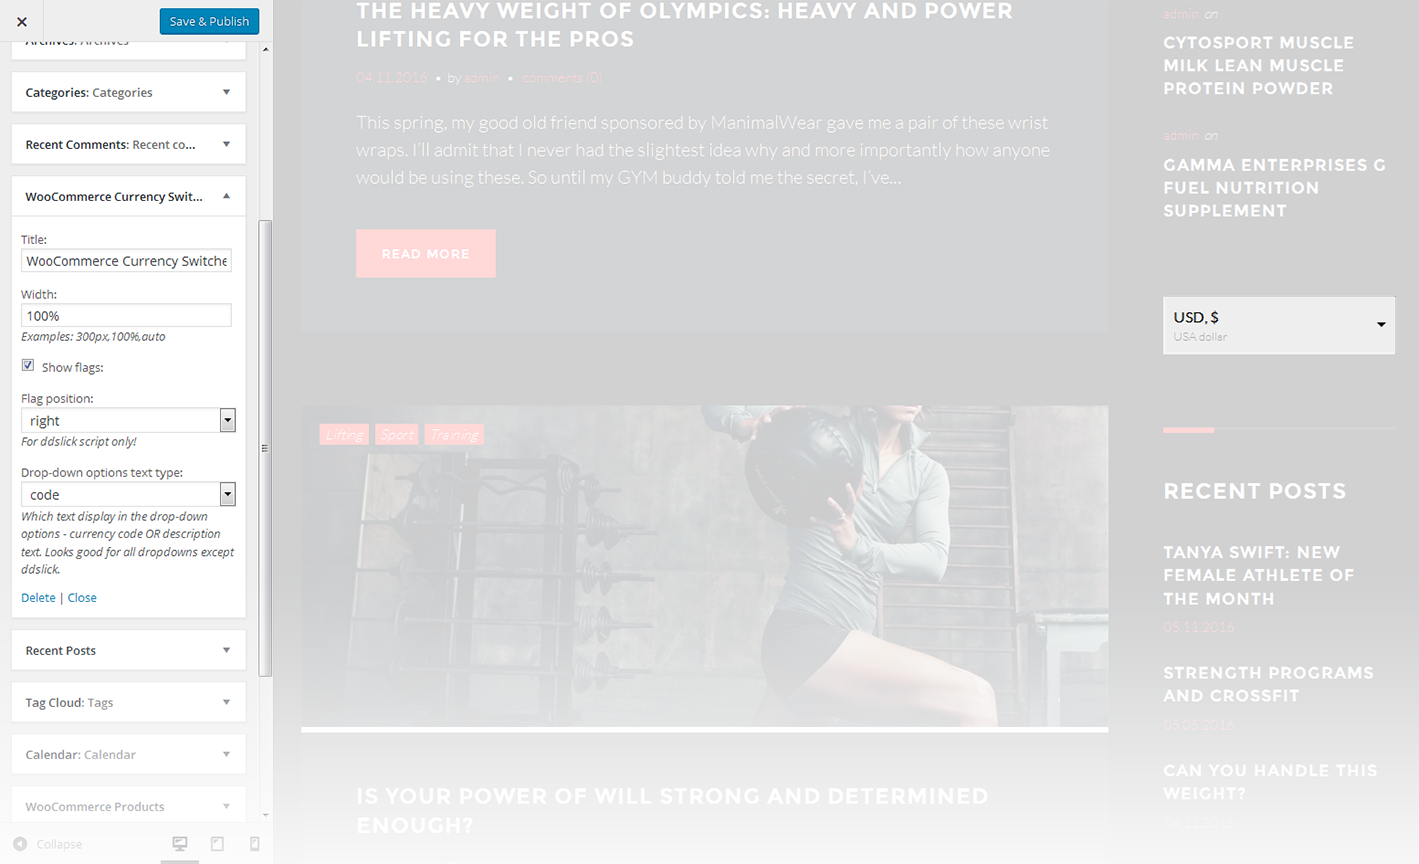 Save & Publish
Archives: Archives
Categories: Categories
Recent Comments: Recent co...
WooCommerce Currency Swit...
Title:
WooCommerce Currency Switche
Width:
100%
Examples: 300px,100%,auto
Show flags:
Flag position:
right
For ddslick script only!
Drop-down options text type:
code
Which text display in the drop-down
options - currency code OR description
text. Looks good for all dropdowns except
ddslick.
Delete | Close
Recent Posts
Tag Cloud: Tags
Calendar: Calendar
WooCommerce Products
Collapse
THE HEAVY WEIGHT OF OLYMPICS: HEAVY AND POWER
LIFTING FOR THE PROS
04.11.2016 • by admin • comments (0)
This spring, my good old friend sponsored by ManimalWear gave me a pair of these wrist
wraps. I'll admit that I never had the slightest idea why and more importantly how anyone
would be using these. So until my GYM buddy told me the secret, I've...
READ MORE
Lifting Sport Training
IS YOUR POWER OF WILL STRONG AND DETERMINED
ENOUGH?
admin on
CYTOSPORT MUSCLE
MILK LEAN MUSCLE
PROTEIN POWDER
admin on
GAMMA ENTERPRISES G
FUEL NUTRITION
SUPPLEMENT
USD, $
USA dollar
RECENT POSTS
TANYA SWIFT: NEW
FEMALE ATHLETE OF
THE MONTH
05.11.2016
STRENGTH PROGRAMS
AND CROSSFIT
05.05.2016
CAN YOU HANDLE THIS
WEIGHT?